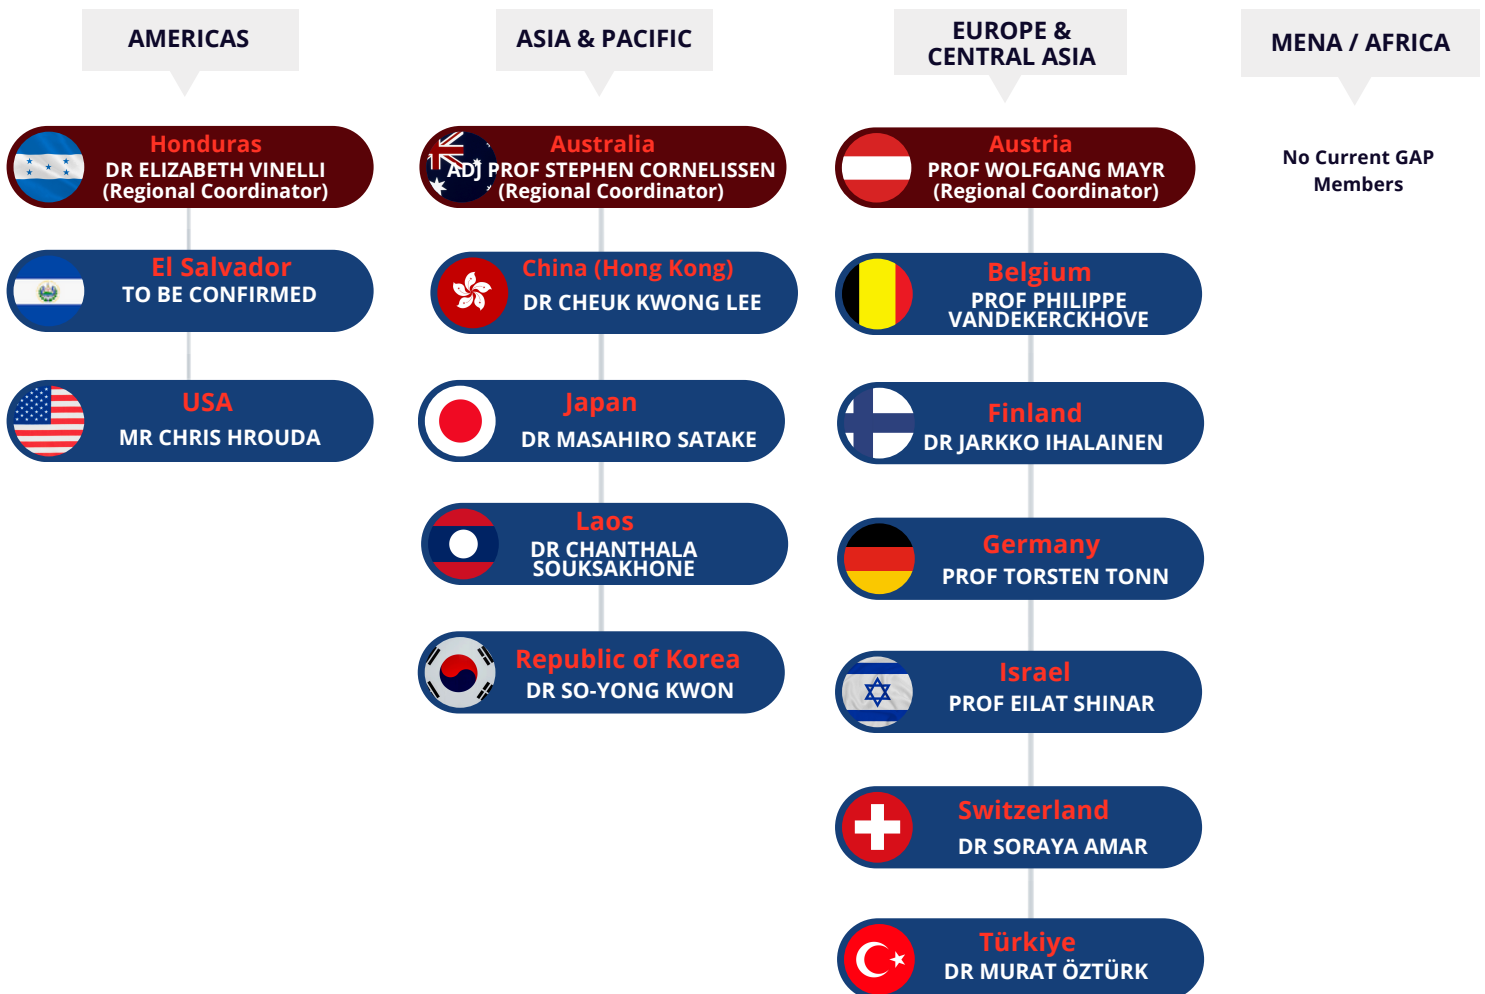 AMERICAS
Honduras
DR ELIZABETH VINELLI
(Regional Coordinator)
El Salvador
TO BE CONFIRMED
USA
MR CHRIS HROUDA
ASIA & PACIFIC
Australia
ADJ PROF STEPHEN CORNELISSEN
(Regional Coordinator)
China (Hong Kong)
DR CHEUK KWONG LEE
Japan
DR MASAHIRO SATAKE
Laos
DR CHANTHALA
SOUKSAKHONE
Republic of Korea
DR SO-YONG KWON
EUROPE &
CENTRAL ASIA
Austria
PROF WOLFGANG MAYR
(Regional Coordinator)
Belgium
PROF PHILIPPE
VANDEKERCKHOVE
Finland
DR JARKKO IHALAINEN
Germany
PROF TORSTEN TONN
Israel
PROF EILAT SHINAR
Switzerland
DR SORAYA AMAR
Türkiye
DR MURAT ÖZTÜRK
MENA / AFRICA
No Current GAP
Members